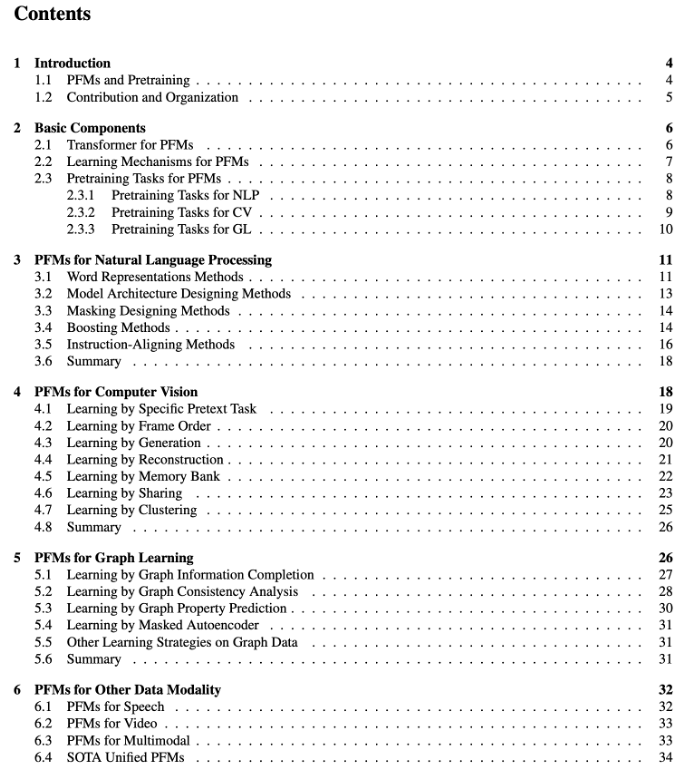 Contents
1 Introduction 4
1.1 PFMs and Pretraining . . . . . . . . . . . . . . . . . . . . . . . . . . . . . . . . . . 4
1.2 Contribution and Organization . . . . . . . . . . . . . . . . . . . . . . . . . . . . . . 5
2 Basic Components 6
2.1 Transformer for PFMs . . . . . . . . . . . . . . . . . . . . . . . . . . . . . . . . . . 6
2.2 Learning Mechanisms for PFMs . . . . . . . . . . . . . . . . . . . . . . . . . . . . . 7
2.3 Pretraining Tasks for PFMs . . . . . . . . . . . . . . . . . . . . . . . . . . . . . . . . 8
2.3.1 Pretraining Tasks for NLP . . . . . . . . . . . . . . . . . . . . . . . . . . . . . 8
2.3.2 Pretraining Tasks for CV . . . . . . . . . . . . . . . . . . . . . . . . . . . . . . 9
2.3.3 Pretraining Tasks for GL . . . . . . . . . . . . . . . . . . . . . . . . . . . . . . 10
3 PFMs for Natural Language Processing 11
3.1 Word Representations Methods . . . . . . . . . . . . . . . . . . . . . . . . . . . . . . 11
3.2 Model Architecture Designing Methods . . . . . . . . . . . . . . . . . . . . . . . . . . 13
3.3 Masking Designing Methods . . . . . . . . . . . . . . . . . . . . . . . . . . . . . . . 14
3.4 Boosting Methods . . . . . . . . . . . . . . . . . . . . . . . . . . . . . . . . . . . . 14
3.5 Instruction-Aligning Methods . . . . . . . . . . . . . . . . . . . . . . . . . . . . . . 16
3.6 Summary . . . . . . . . . . . . . . . . . . . . . . . . . . . . . . . . . . . . . . . 18
4 PFMs for Computer Vision 18
4.1 Learning by Specific Pretext Task . . . . . . . . . . . . . . . . . . . . . . . . . . . . . 19
4.2 Learning by Frame Order . . . . . . . . . . . . . . . . . . . . . . . . . . . . . . . . . 20
4.3 Learning by Generation . . . . . . . . . . . . . . . . . . . . . . . . . . . . . . . . . . 20
4.4 Learning by Reconstruction . . . . . . . . . . . . . . . . . . . . . . . . . . . . . . . . 21
4.5 Learning by Memory Bank . . . . . . . . . . . . . . . . . . . . . . . . . . . . . . . . 22
4.6 Learning by Sharing . . . . . . . . . . . . . . . . . . . . . . . . . . . . . . . . . . . 23
4.7 Learning by Clustering . . . . . . . . . . . . . . . . . . . . . . . . . . . . . . . . . . 25
4.8 Summary . . . . . . . . . . . . . . . . . . . . . . . . . . . . . . . . . . . . . . . 26
5 PFMs for Graph Learning 26
5.1 Learning by Graph Information Completion . . . . . . . . . . . . . . . . . . . . . . . . . 27
5.2 Learning by Graph Consistency Analysis . . . . . . . . . . . . . . . . . . . . . . . . . . 28
5.3 Learning by Graph Property Prediction . . . . . . . . . . . . . . . . . . . . . . . . . . . 30
5.4 Learning by Masked Autoencoder . . . . . . . . . . . . . . . . . . . . . . . . . . . . . 31
5.5 Other Learning Strategies on Graph Data . . . . . . . . . . . . . . . . . . . . . . . . . . 31
5.6 Summary . . . . . . . . . . . . . . . . . . . . . . . . . . . . . . . . . . . . . . . 31
6 PFMs for Other Data Modality 32
6.1 PFMs for Speech . . . . . . . . . . . . . . . . . . . . . . . . . . . . . . . . . . . . 32
6.2 PFMs for Video . . . . . . . . . . . . . . . . . . . . . . . . . . . . . . . . . . . . . 33
6.3 PFMs for Multimodal . . . . . . . . . . . . . . . . . . . . . . . . . . . . . . . . . . . 33
6.4 SOTA Unified PFMs . . . . . . . . . . . . . . . . . . . . . . . . . . . . . . . . . . . 34